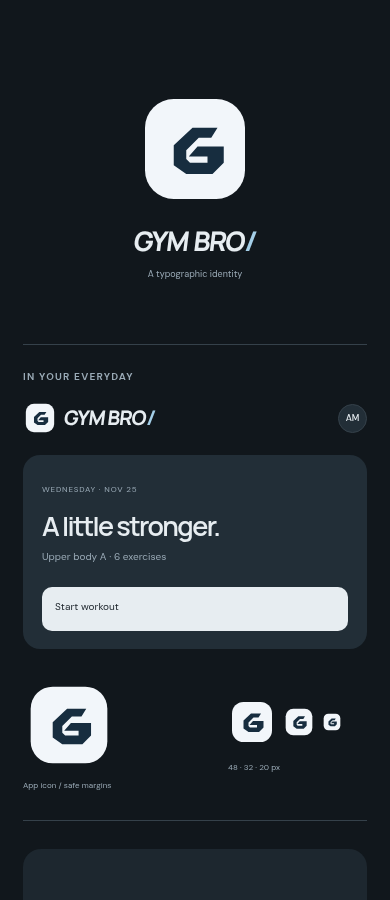 G
GYM BRO/
A typographic identity
IN YOUR EVERYDAY
G
GYM BRO/
AM
WEDNESDAY · NOV 25
A little stronger.
Upper body A · 6 exercises
Start workout
G
G
G
G
App icon / safe margins
48 · 32 · 20 px